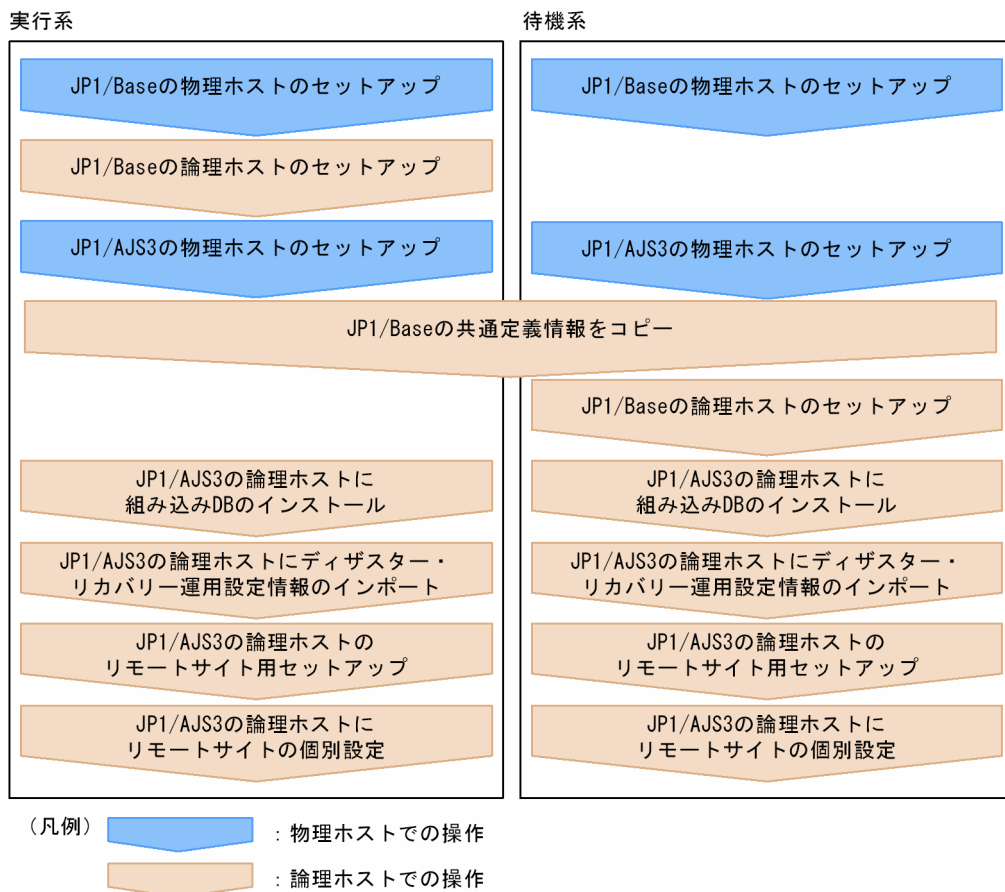 実行系
待機系
JP1/Baseの物理ホストのセットアップ
JP1/Baseの物理ホストのセットアップ
JP1/Baseの論理ホストのセットアップ
JP1/AJS3の物理ホストのセットアップ
JP1/AJS3の物理ホストのセットアップ
JP1/Baseの共通定義情報をコピー
JP1/Baseの論理ホストのセットアップ
JP1/AJS3の論理ホストに
組み込みDBのインストール
JP1/AJS3の論理ホストに
組み込みDBのインストール
JP1/AJS3の論理ホストにディザスター・
リカバリー運用設定情報のインポート
JP1/AJS3の論理ホストにディザスター・
リカバリー運用設定情報のインポート
JP1/AJS3の論理ホストの
リモートサイト用セットアップ
JP1/AJS3の論理ホストの
リモートサイト用セットアップ
JP1/AJS3の論理ホストに
リモートサイトの個別設定
JP1/AJS3の論理ホストに
リモートサイトの個別設定
（凡例）
：物理ホストでの操作
：論理ホストでの操作